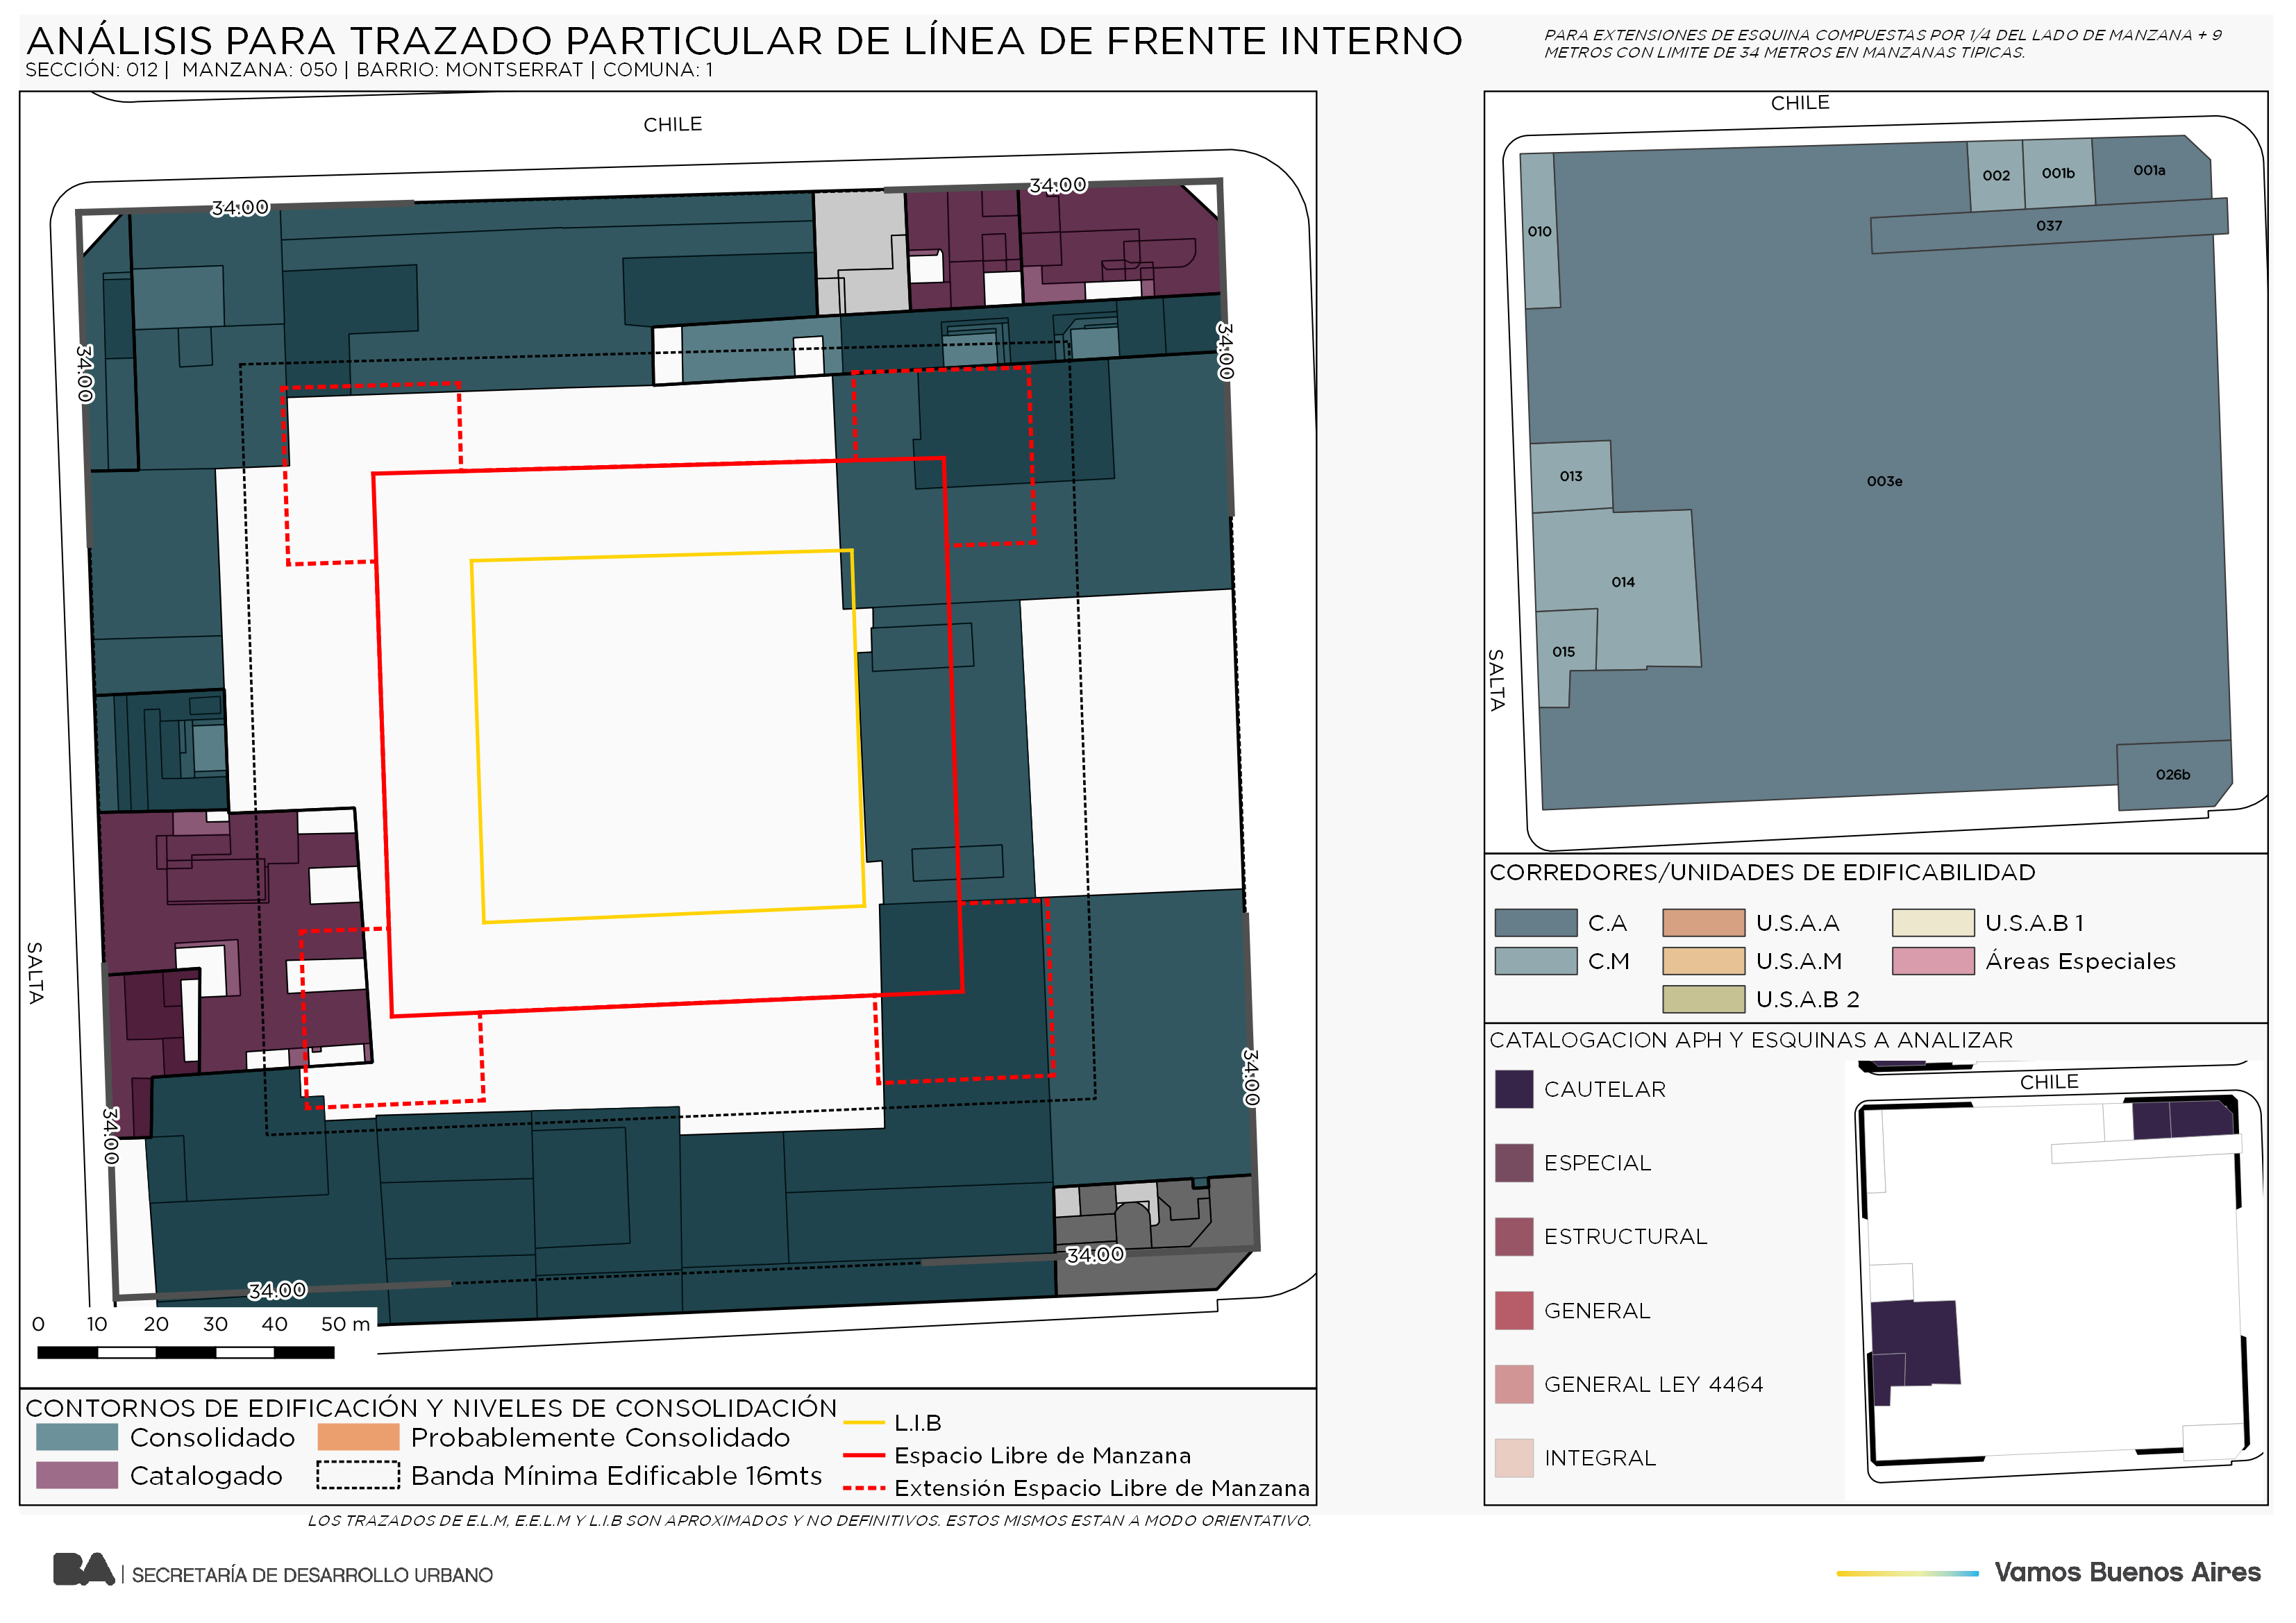 ANÁLISIS PARA TRAZADO PARTICULAR DE LÍNEA DE FRENTE INTERNO
SECCIÓN: 012 | MANZANA: 050 | BARRIO: MONTSERRAT | COMUNA: 1
PARA EXTENSIONES DE ESQUINA COMPUESTAS POR 1/4 DEL LADO DE MANZANA + 9
METROS CON LIMITE DE 34 METROS EN MANZANAS TIPICAS.
CHILE
34.00
34.00
34.00
34.00
SALTA
34.00
34.00
34.00
34.00
0 10 20 30 40 50 m
CONTORNOS DE EDIFICACIÓN Y NIVELES DE CONSOLIDACIÓN
Consolidado
Probablemente Consolidado
Catalogado
Banda Mínima Edificable 16mts
L.I.B
Espacio Libre de Manzana
Extensión Espacio Libre de Manzana
LOS TRAZADOS DE E.L.M, E.E.L.M Y L.I.B SON APROXIMADOS Y NO DEFINITIVOS. ESTOS MISMOS ESTAN A MODO ORIENTATIVO.
CHILE
002
001b
001a
037
010
013
003e
014
015
SALTA
026b
CORREDORES/UNIDADES DE EDIFICABILIDAD
C.A
U.S.A.A
U.S.A.B 1
C.M
U.S.A.M
Áreas Especiales
U.S.A.B 2
CATALOGACION APH Y ESQUINAS A ANALIZAR
CAUTELAR
ESPECIAL
ESTRUCTURAL
GENERAL
GENERAL LEY 4464
INTEGRAL
CHILE
BA | SECRETARÍA DE DESARROLLO URBANO
Vamos Buenos Aires